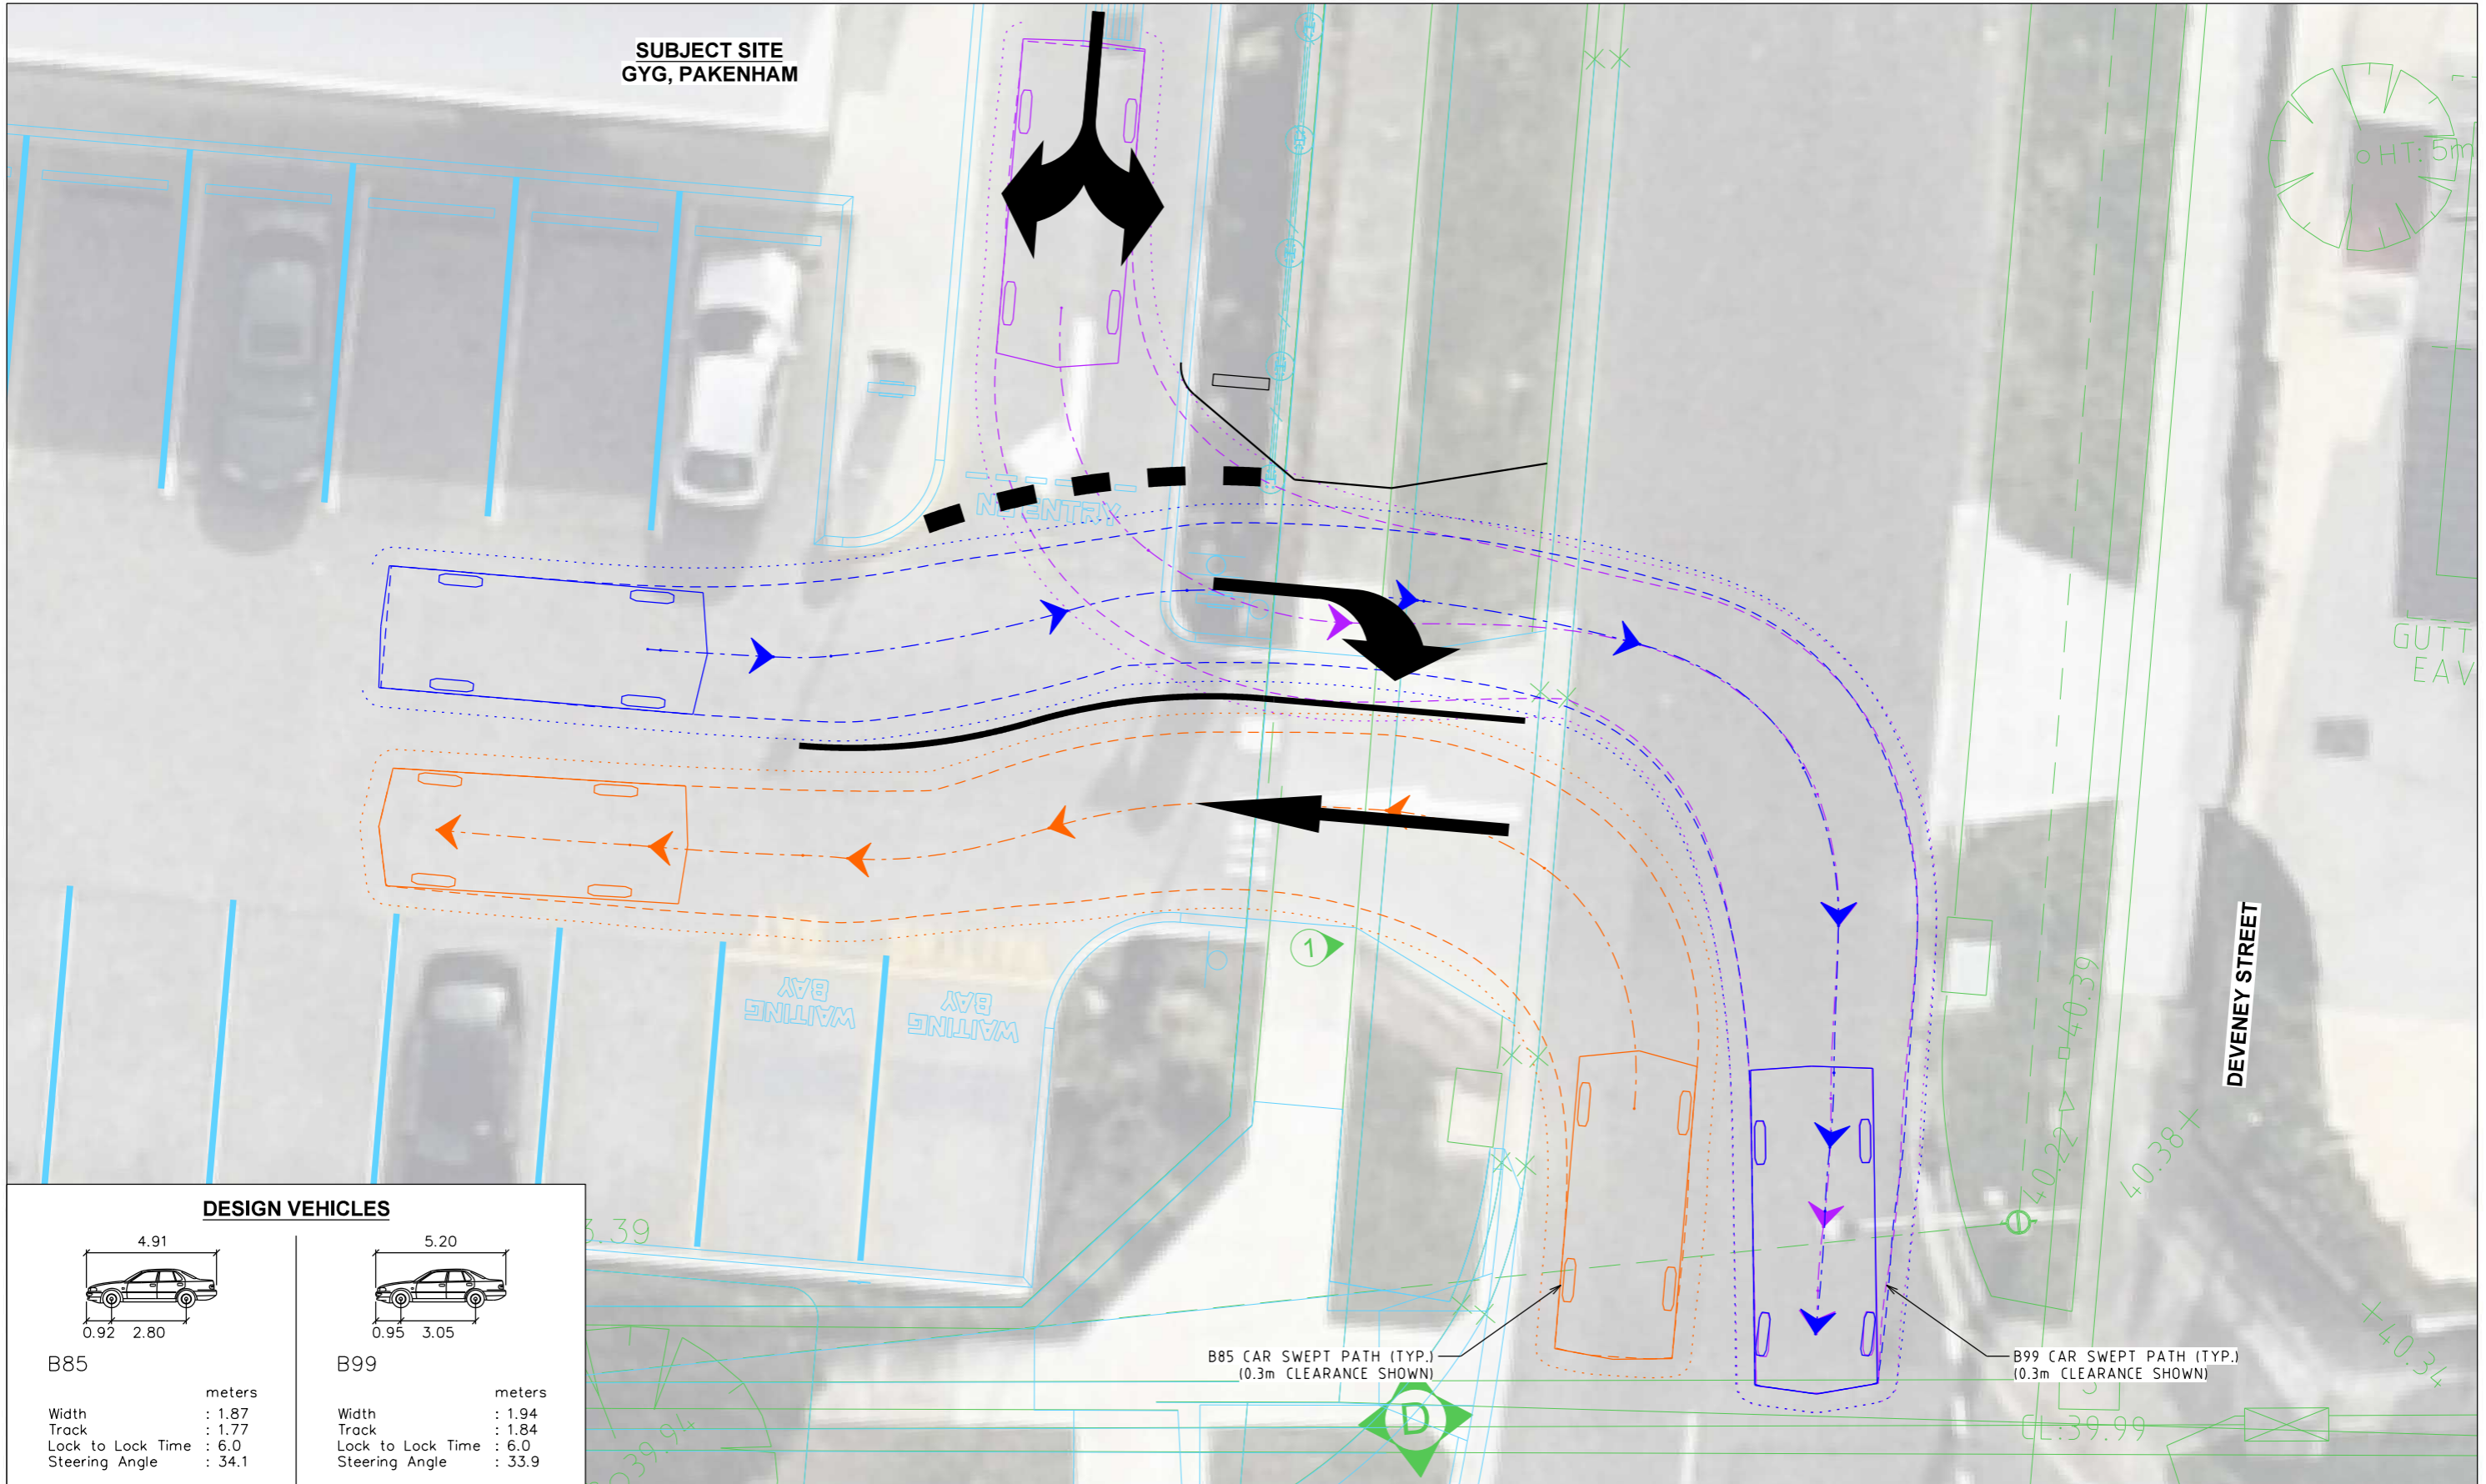 SUBJECT SITE
GYG, PAKENHAM
HT: 5m
NO ENTRY
GUTT
EAV
1
WAITING
BAY
WAITING
BAY
DEVENEY STREET
40.39
40.22
40.38
40.34
3.39
B85 CAR SWEPT PATH (TYP.)
(0.3m CLEARANCE SHOWN)
B99 CAR SWEPT PATH (TYP.)
(0.3m CLEARANCE SHOWN)
D
CL:39.99
39.94
DESIGN VEHICLES
4.91
0.92 2.80
B85
meters
Width : 1.87
Track : 1.77
Lock to Lock Time : 6.0
Steering Angle : 34.1
5.20
0.95 3.05
B99
meters
Width : 1.94
Track : 1.84
Lock to Lock Time : 6.0
Steering Angle : 33.9